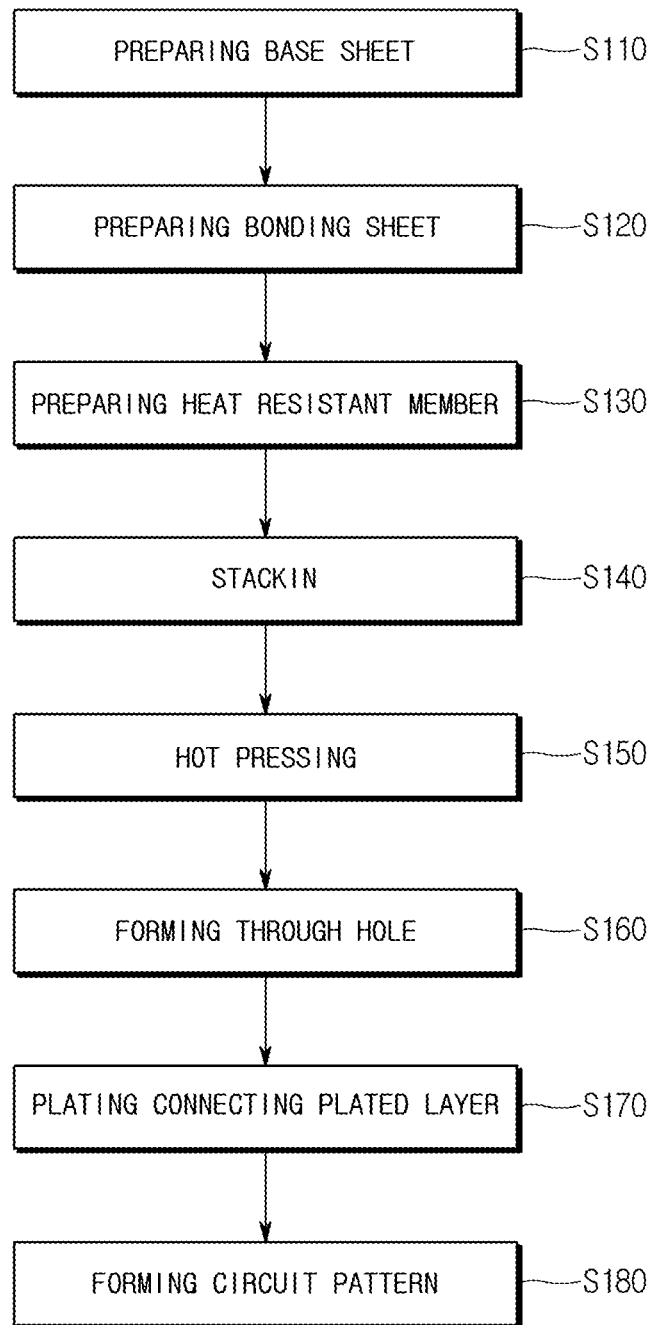 PREPARING BASE SHEET S110
PREPARING BONDING SHEET S120
PREPARING HEAT RESISTANT MEMBER S130
STACKIN S140
HOT PRESSING S150
FORMING THROUGH HOLE S160
PLATING CONNECTING PLATED LAYER S170
FORMING CIRCUIT PATTERN S180